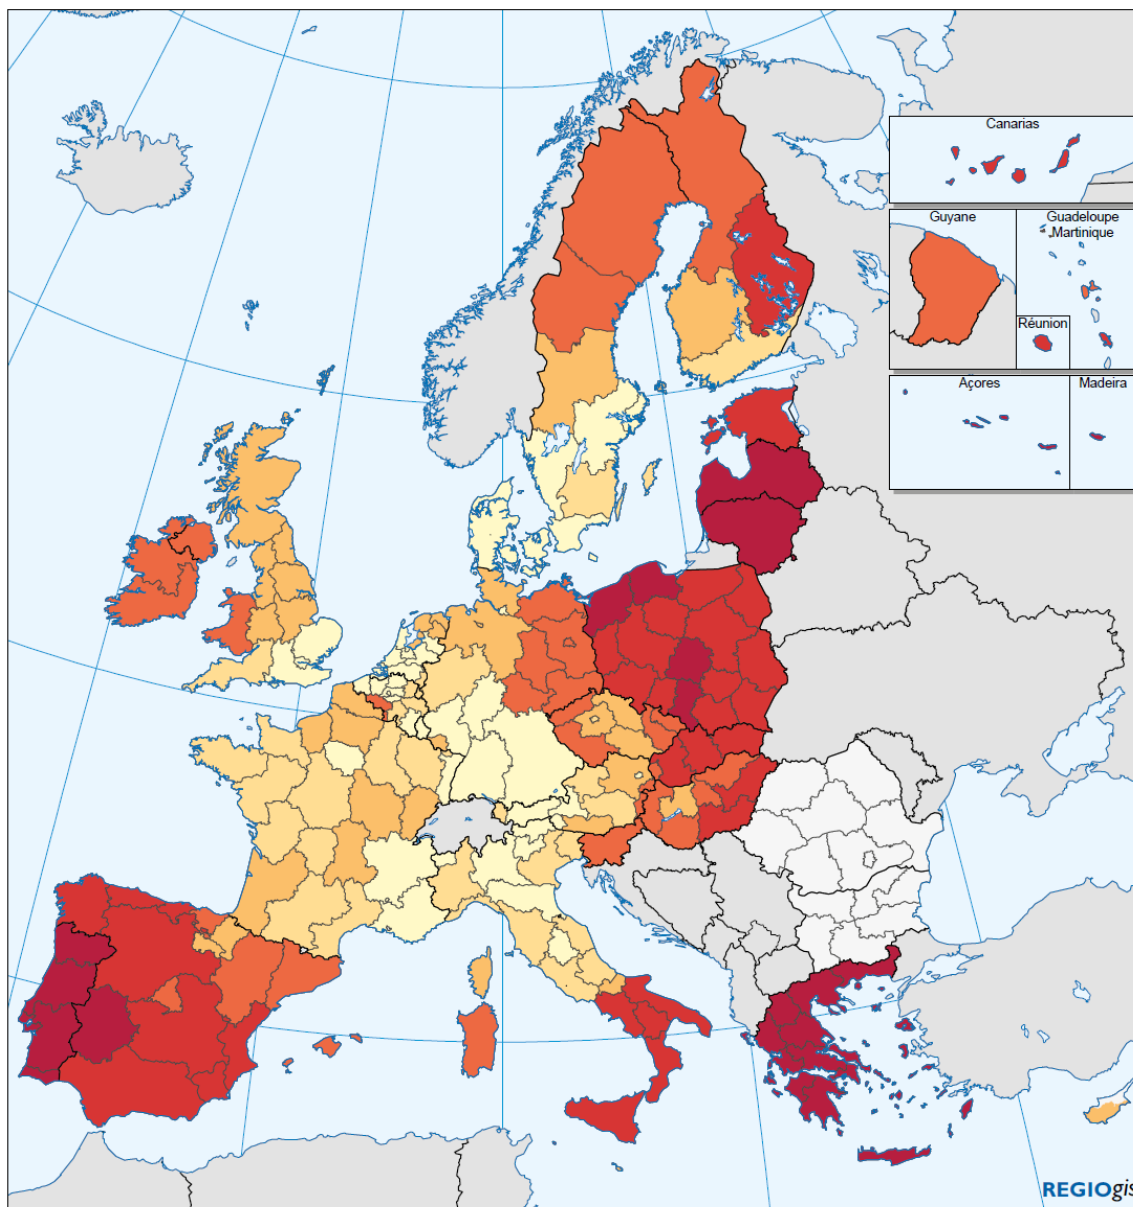 Canarias
Guyane
Guadeloupe
Martinique
Réunion
Açores
Madeira
REGIOgis